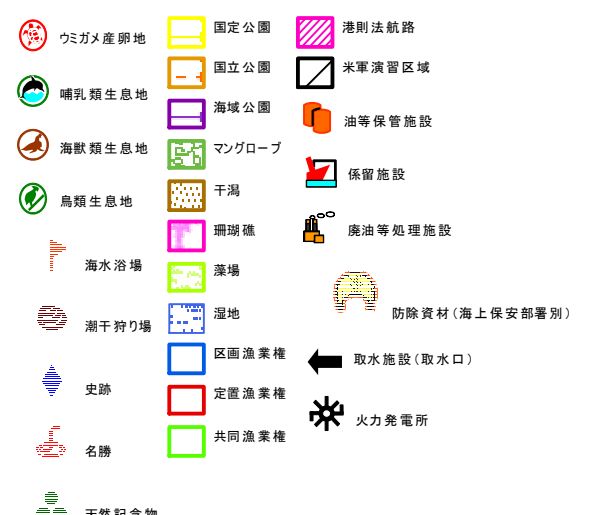 ウミガメ産卵地
哺乳類生息地
海獣類生息地
鳥類生息地
海水浴場
潮干狩り場
史跡
名勝
天然記念物
国定公園
国立公園
海域公園
マングローブ
干潟
珊瑚礁
藻場
湿地
区画漁業権
定置漁業権
共同漁業権
港則法航路
米軍演習区域
油等保管施設
係留施設
廃油等処理施設
防除資材(海上保安部署別)
取水施設(取水口)
火力発電所